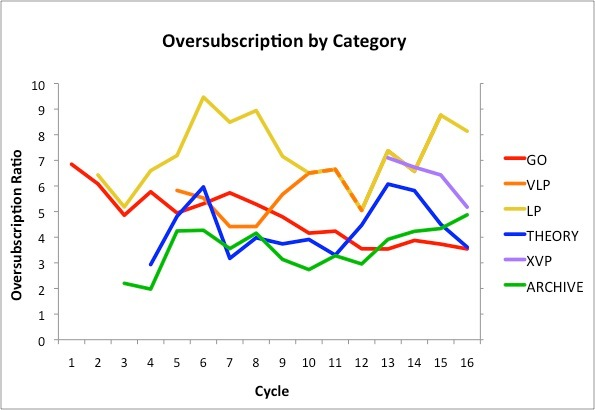 Oversubscription by Category
Oversubscription Ratio
10
9
8
7
6
5
4
3
2
1
0
1 2 3 4 5 6 7 8 9 10 11 12 13 14 15 16
Cycle
GO
VLP
LP
THEORY
XVP
ARCHIVE